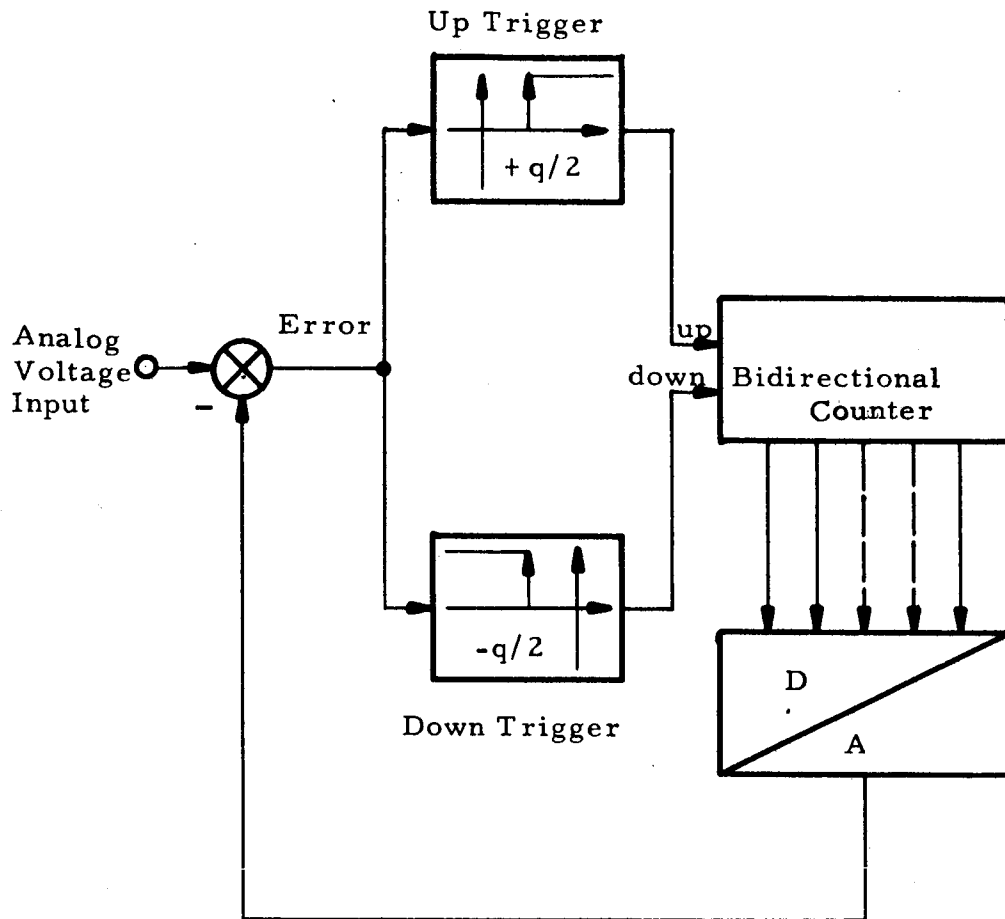 Up Trigger
+ q/2
Error
Analog
Voltage
Input
-
up
down
Bidirectional
Counter
-q/2
Down Trigger
D
A